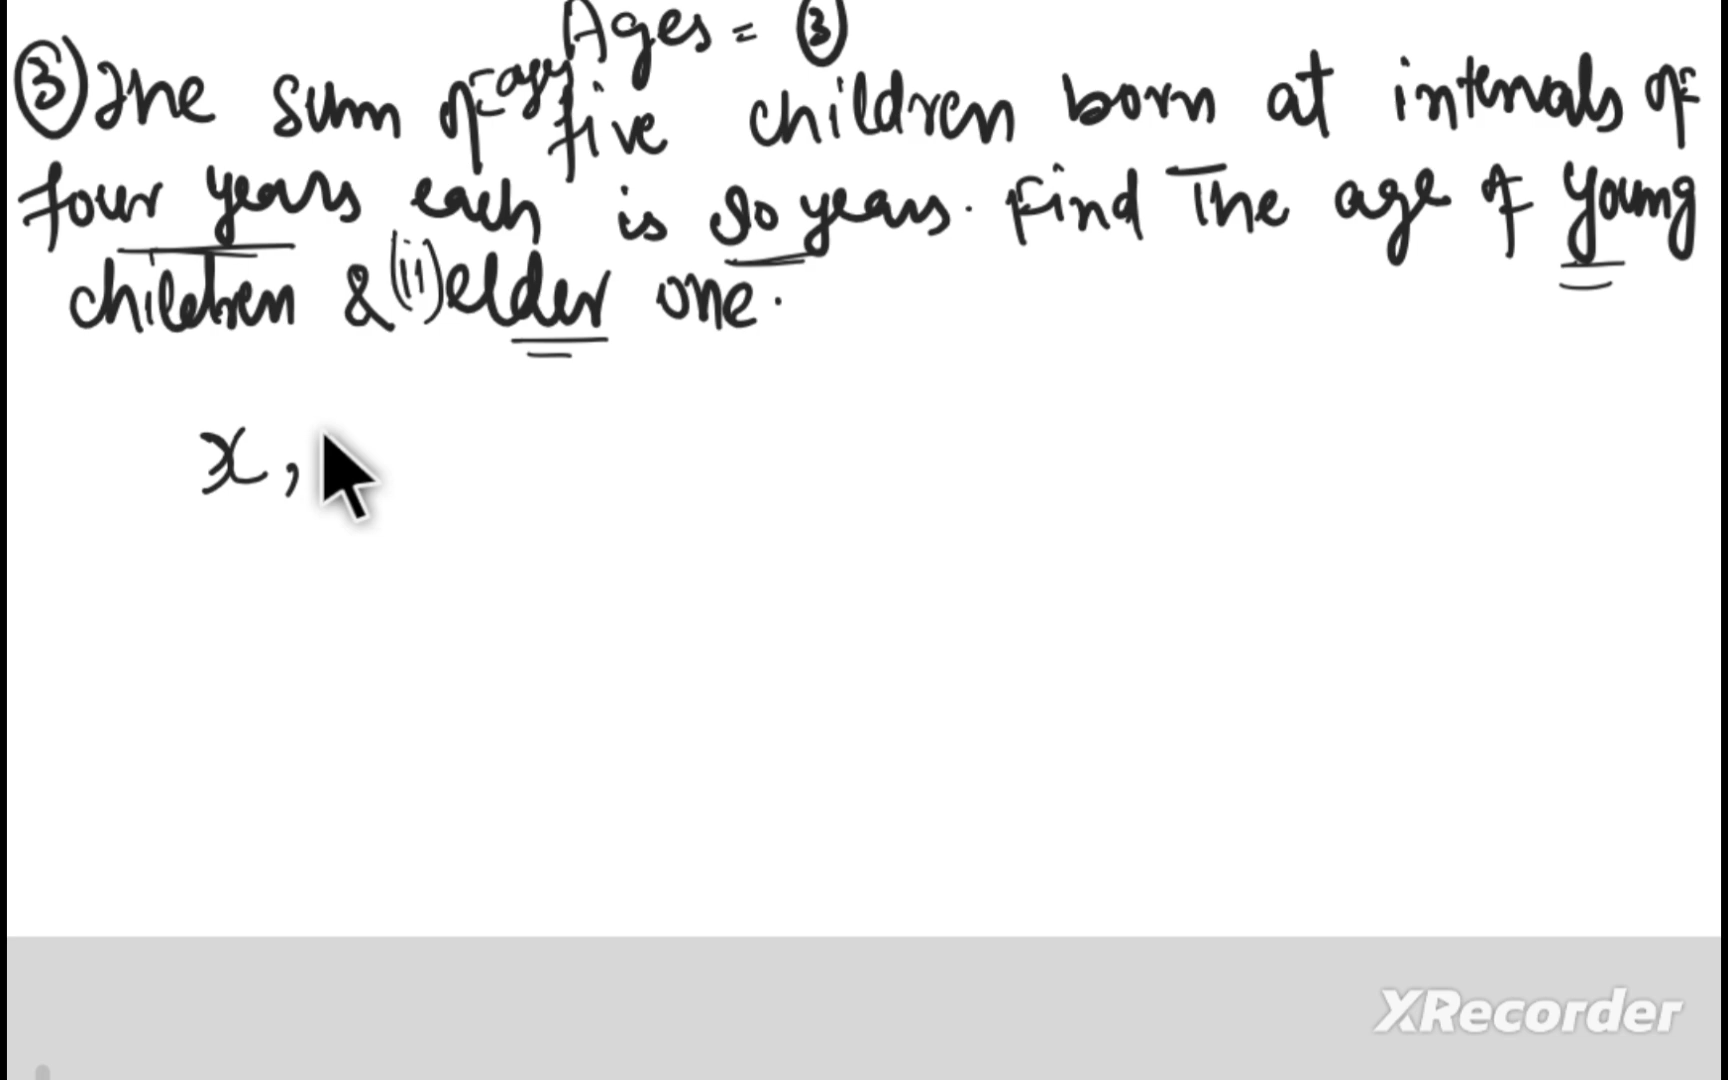 Ages = ③
③ The sum of ages five children born at intervals of
four years each is 80 years. Find The age of young
children & (ii) elder one.
x,
XRecorder